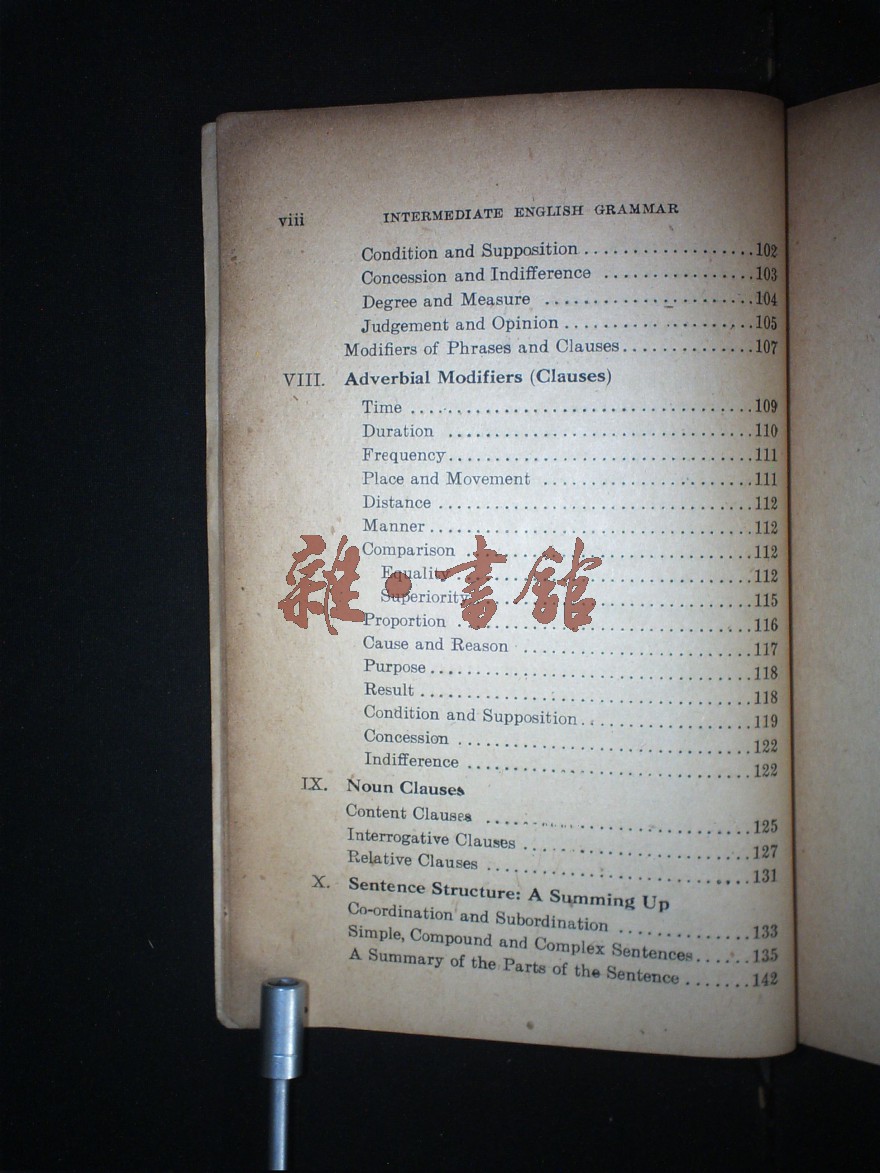 viii INTERMEDIATE ENGLISH GRAMMAR
Condition and Supposition . . . . . . . . . . . . . . . . . . 102
Concession and Indifference . . . . . . . . . . . . . . . . 103
Degree and Measure . . . . . . . . . . . . . . . . . . . . . . 104
Judgement and Opinion . . . . . . . . . . . . . . . . . . . . 105
Modifiers of Phrases and Clauses . . . . . . . . . . . . . . 107
VIII. Adverbial Modifiers (Clauses)
Time . . . . . . . . . . . . . . . . . . . . . . . . . . . . . . . . 109
Duration . . . . . . . . . . . . . . . . . . . . . . . . . . . . . . 110
Frequency . . . . . . . . . . . . . . . . . . . . . . . . . . . . . 111
Place and Movement . . . . . . . . . . . . . . . . . . . . . . 111
Distance . . . . . . . . . . . . . . . . . . . . . . . . . . . . . . 112
Manner . . . . . . . . . . . . . . . . . . . . . . . . . . . . . . . 112
Comparison . . . . . . . . . . . . . . . . . . . . . . . . . . . . 112
Equality . . . . . . . . . . . . . . . . . . . . . . . . . . . . . . 112
Superiority . . . . . . . . . . . . . . . . . . . . . . . . . . . . 115
雜·書館
Proportion . . . . . . . . . . . . . . . . . . . . . . . . . . . . . 116
Cause and Reason . . . . . . . . . . . . . . . . . . . . . . . . 117
Purpose . . . . . . . . . . . . . . . . . . . . . . . . . . . . . . . 118
Result . . . . . . . . . . . . . . . . . . . . . . . . . . . . . . . . 118
Condition and Supposition . . . . . . . . . . . . . . . . . . 119
Concession . . . . . . . . . . . . . . . . . . . . . . . . . . . . . 122
Indifference . . . . . . . . . . . . . . . . . . . . . . . . . . . . 122
IX. Noun Clauses
Content Clauses . . . . . . . . . . . . . . . . . . . . . . . . . 125
Interrogative Clauses . . . . . . . . . . . . . . . . . . . . . . 127
Relative Clauses . . . . . . . . . . . . . . . . . . . . . . . . . 131
X. Sentence Structure: A Summing Up
Co-ordination and Subordination . . . . . . . . . . . . . . 133
Simple, Compound and Complex Sentences . . . . . . 135
A Summary of the Parts of the Sentence . . . . . . . 142